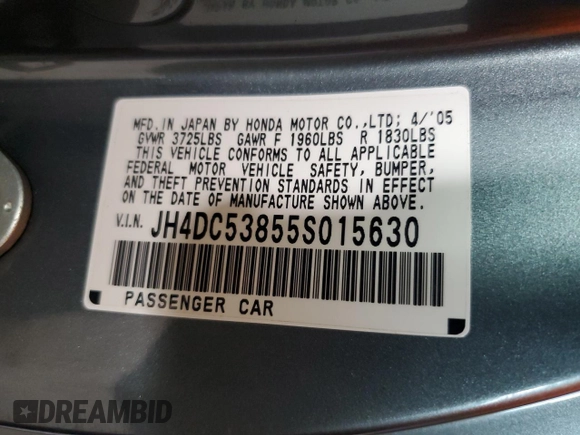 MFD. IN JAPAN BY HONDA MOTOR CO., LTD; 4/'05
GVWR 3725LBS GAWR F 1960LBS R 1830LBS
THIS VEHICLE CONFORMS TO ALL APPLICABLE
FEDERAL MOTOR VEHICLE SAFETY, BUMPER,
AND THEFT PREVENTION STANDARDS IN EFFECT
ON THE DATE OF MANUFACTURE SHOWN ABOVE.
V.I.N. JH4DC53855S015630
PASSENGER CAR
DREAMBID